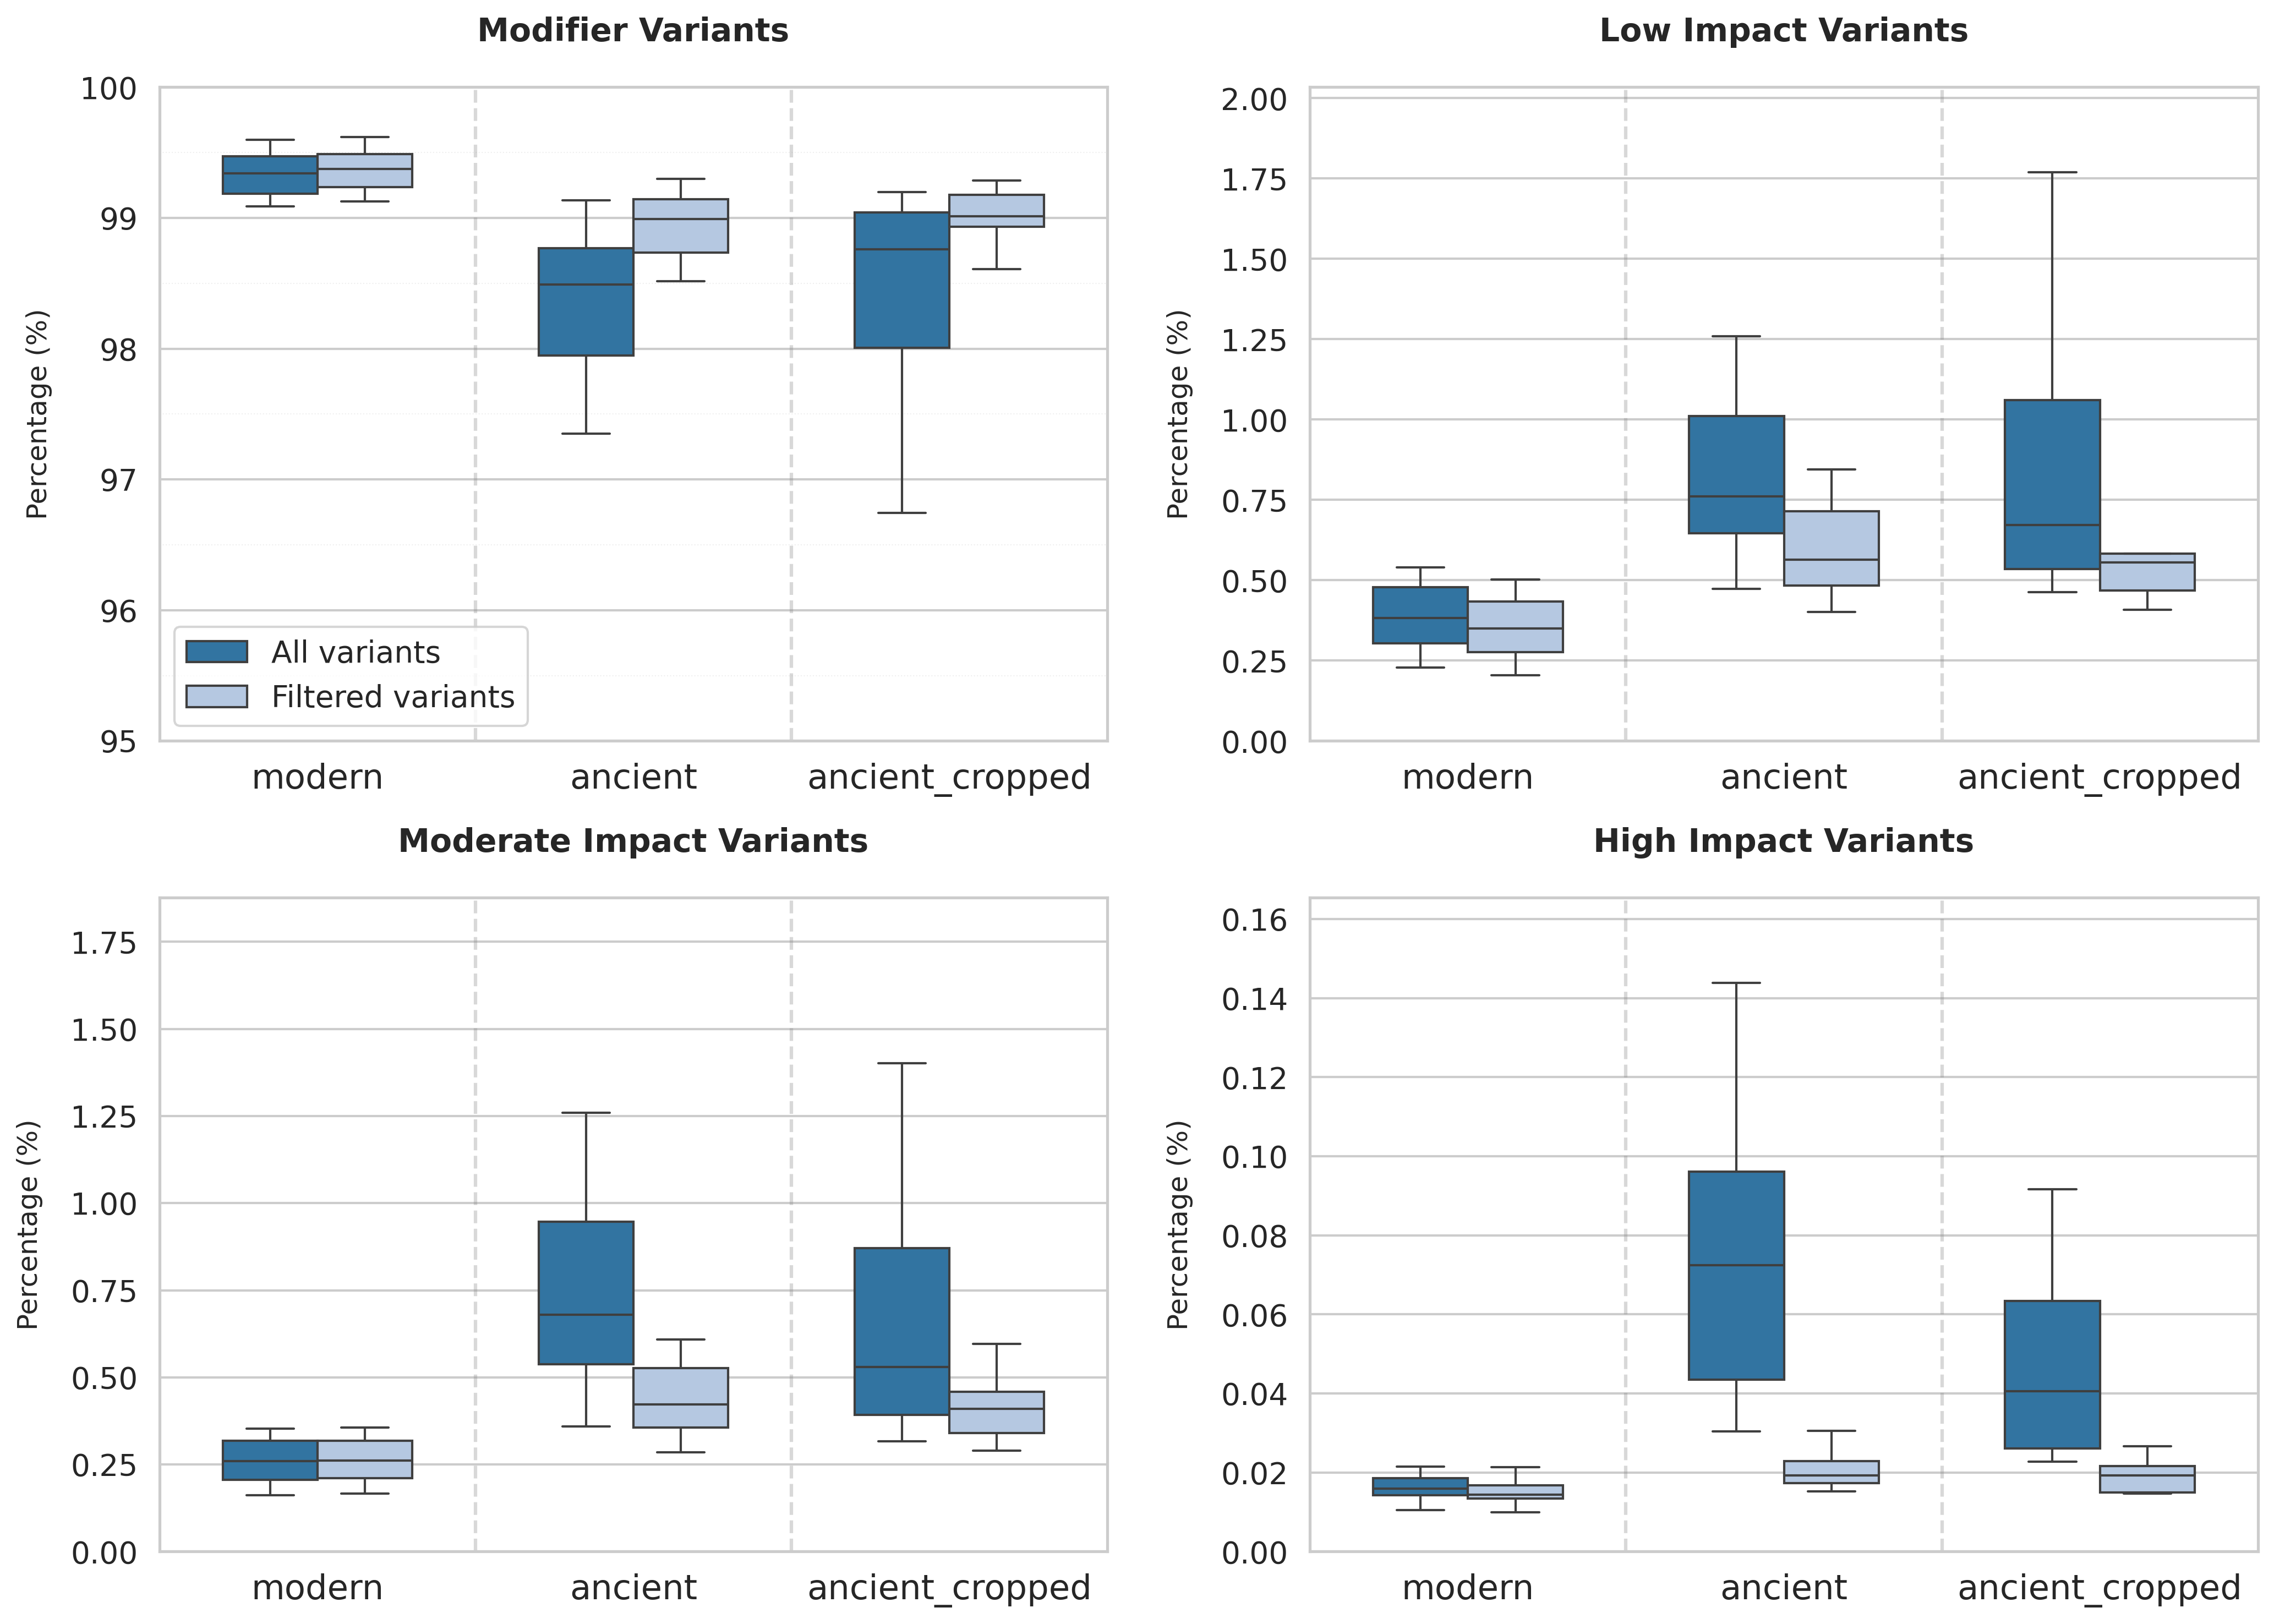 Modifier Variants
Percentage (%)
100
99
98
97
96
95
All variants
Filtered variants
modern ancient ancient_cropped
Low Impact Variants
Percentage (%)
2.00
1.75
1.50
1.25
1.00
0.75
0.50
0.25
0.00
modern ancient ancient_cropped
Moderate Impact Variants
Percentage (%)
1.75
1.50
1.25
1.00
0.75
0.50
0.25
0.00
modern ancient ancient_cropped
High Impact Variants
Percentage (%)
0.16
0.14
0.12
0.10
0.08
0.06
0.04
0.02
0.00
modern ancient ancient_cropped